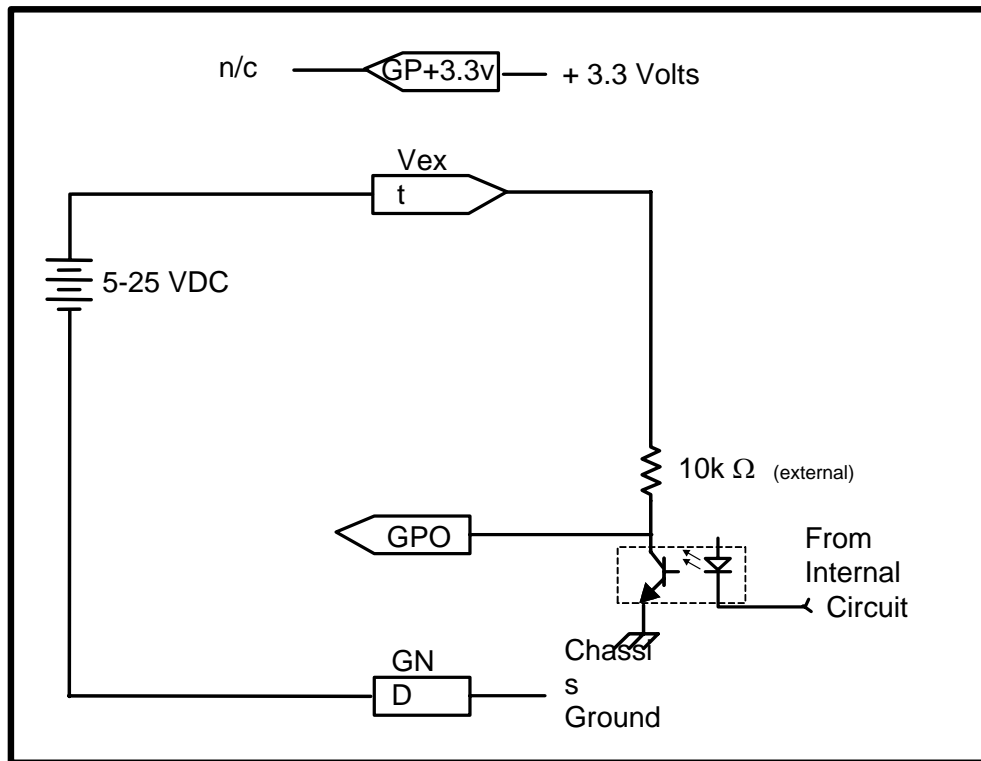 n/c GP+3.3v + 3.3 Volts
Vex
t
5-25 VDC
10k Ω (external)
GPO
From
Internal
Circuit
GN
D
Chassi
s
Ground